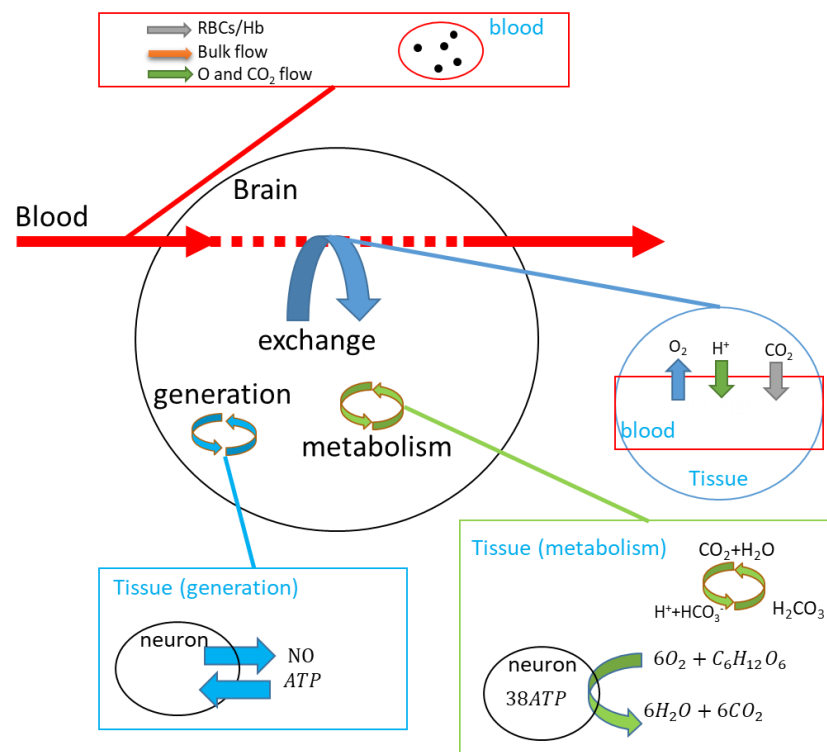 RBCs/Hb
Bulk flow
O and CO₂ flow
blood
Brain
Blood
exchange
generation
metabolism
O₂ H⁺ CO₂
blood
Tissue
Tissue (generation)
neuron
NO
ATP
Tissue (metabolism)
CO₂+H₂O
H⁺+HCO₃⁻ H₂CO₃
neuron
38ATP
6O₂ + C₆H₁₂O₆
6H₂O + 6CO₂